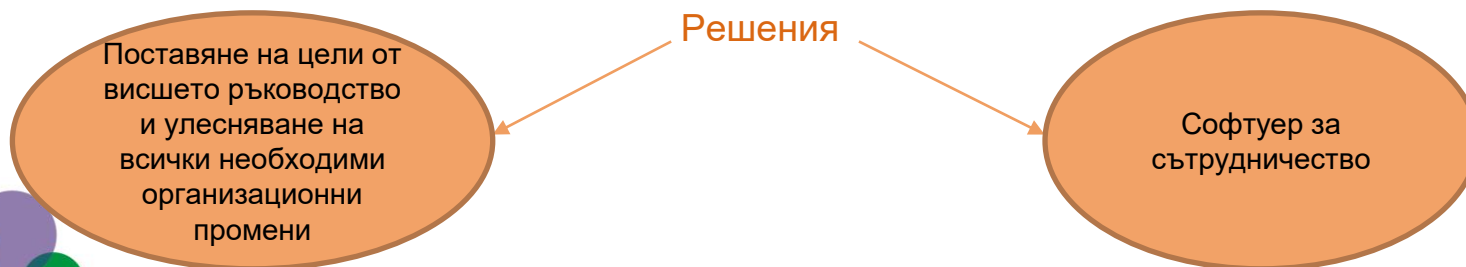 Решения
Поставяне на цели от
висшето ръководство
и улесняване на
всички необходими
организационни
промени
Софтуер за
сътрудничество